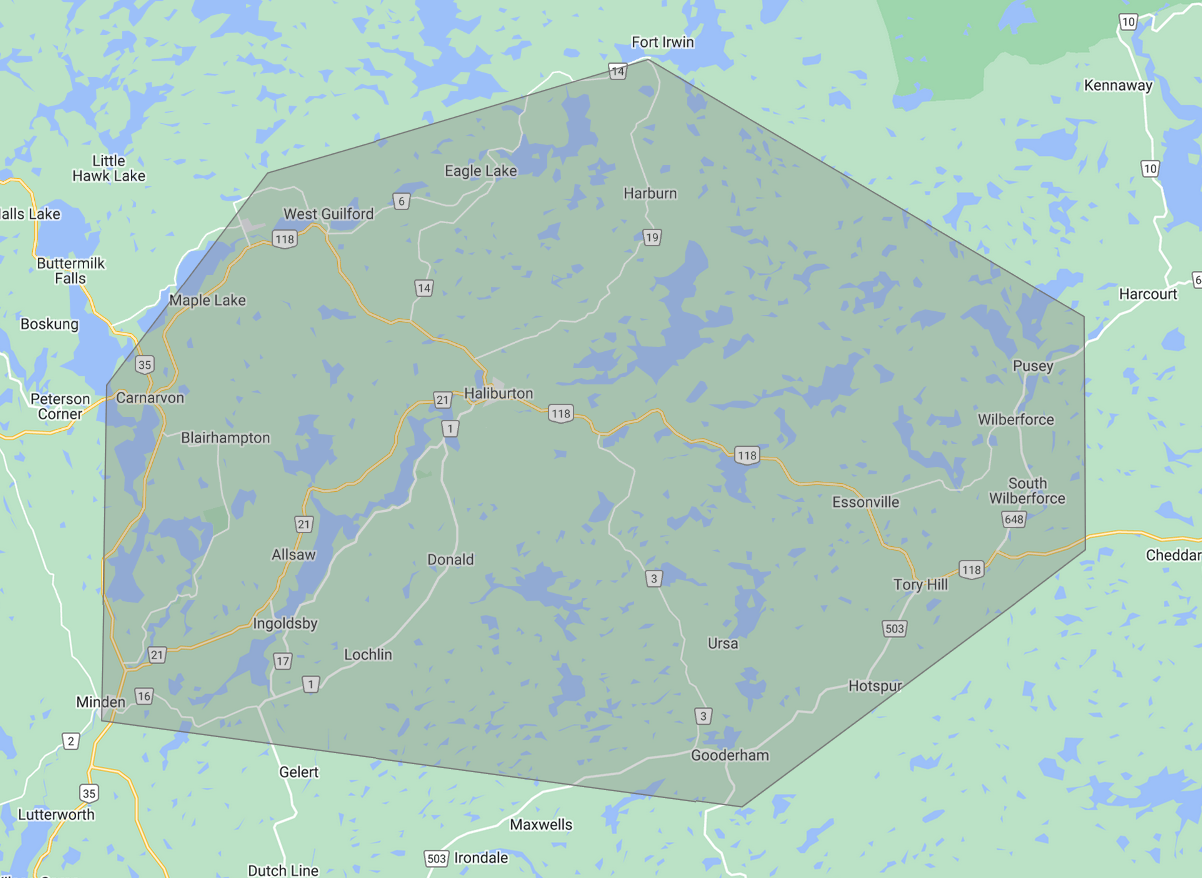 Fort Irwin
10
14
Kennaway
Little
Hawk Lake
Eagle Lake
10
Harburn
6
West Guilford
alls Lake
118
19
Buttermilk
Falls
6
14
Harcourt
Maple Lake
Boskung
35
Pusey
Haliburton
Carnarvon
Peterson
Corner
21
118
1
Wilberforce
Blairhampton
118
South
Wilberforce
Essonville
648
21
Allsaw
Cheddar
Donald
118
3
Tory Hill
Ingoldsby
503
Ursa
21
Lochlin
17
1
Hotspur
16
Minden
3
2
Gooderham
Gelert
35
Lutterworth
Maxwells
503
Irondale
Dutch Line